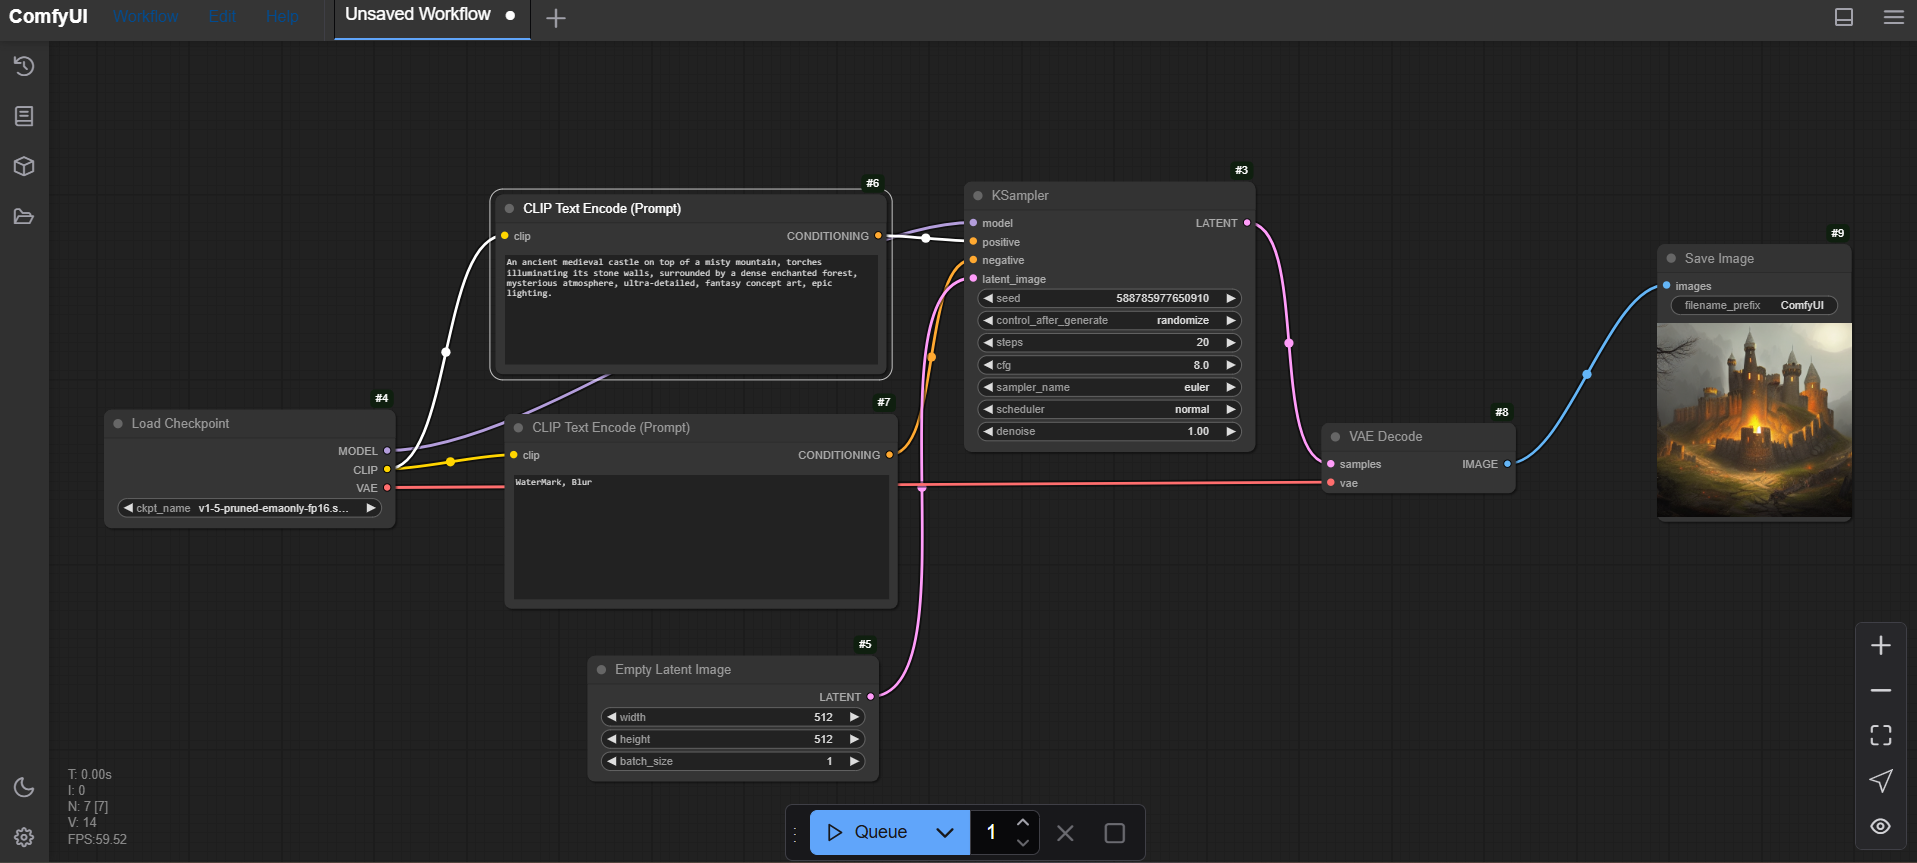 ComfyUI
Workflow
Edit
Help
Unsaved Workflow
#6
CLIP Text Encode (Prompt)
clip
CONDITIONING
An ancient medieval castle on top of a misty mountain, torches
illuminating its stone walls, surrounded by a dense enchanted forest,
mysterious atmosphere, ultra-detailed, fantasy concept art, epic
lighting.
#3
KSampler
model
LATENT
positive
negative
latent_image
seed 588785977650910
control_after_generate randomize
steps 20
cfg 8.0
sampler_name euler
scheduler normal
denoise 1.00
#9
Save Image
images
filename_prefix ComfyUI
#4
Load Checkpoint
MODEL
CLIP
VAE
ckpt_name v1-5-pruned-emaonly-fp16.s...
#7
CLIP Text Encode (Prompt)
clip
CONDITIONING
WaterMark, Blur
#8
VAE Decode
samples
IMAGE
vae
#5
Empty Latent Image
LATENT
width 512
height 512
batch_size 1
T: 0.00s
I: 0
N: 7 [7]
V: 14
FPS:59.52
Queue
1